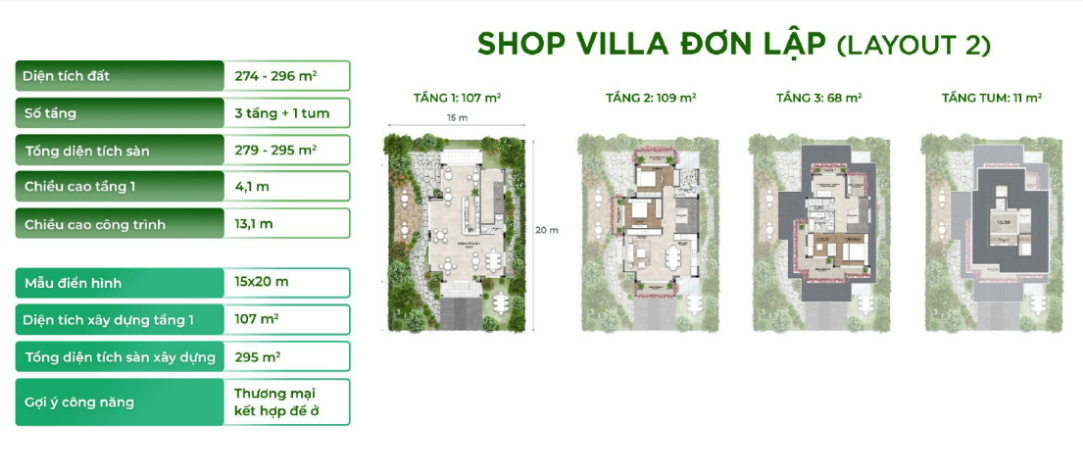 SHOP VILLA ĐƠN LẬP (LAYOUT 2)
Diện tích đất 274 - 296 m²
Số tầng 3 tầng + 1 tum
Tổng diện tích sàn 279 - 295 m²
Chiều cao tầng 1 4,1 m
Chiều cao công trình 13,1 m
Mẫu điển hình 15x20 m
Diện tích xây dựng tầng 1 107 m²
Tổng diện tích sàn xây dựng 295 m²
Gợi ý công năng Thương mại
kết hợp để ở
TẦNG 1: 107 m² TẦNG 2: 109 m² TẦNG 3: 68 m² TẦNG TUM: 11 m²
15 m
20 m